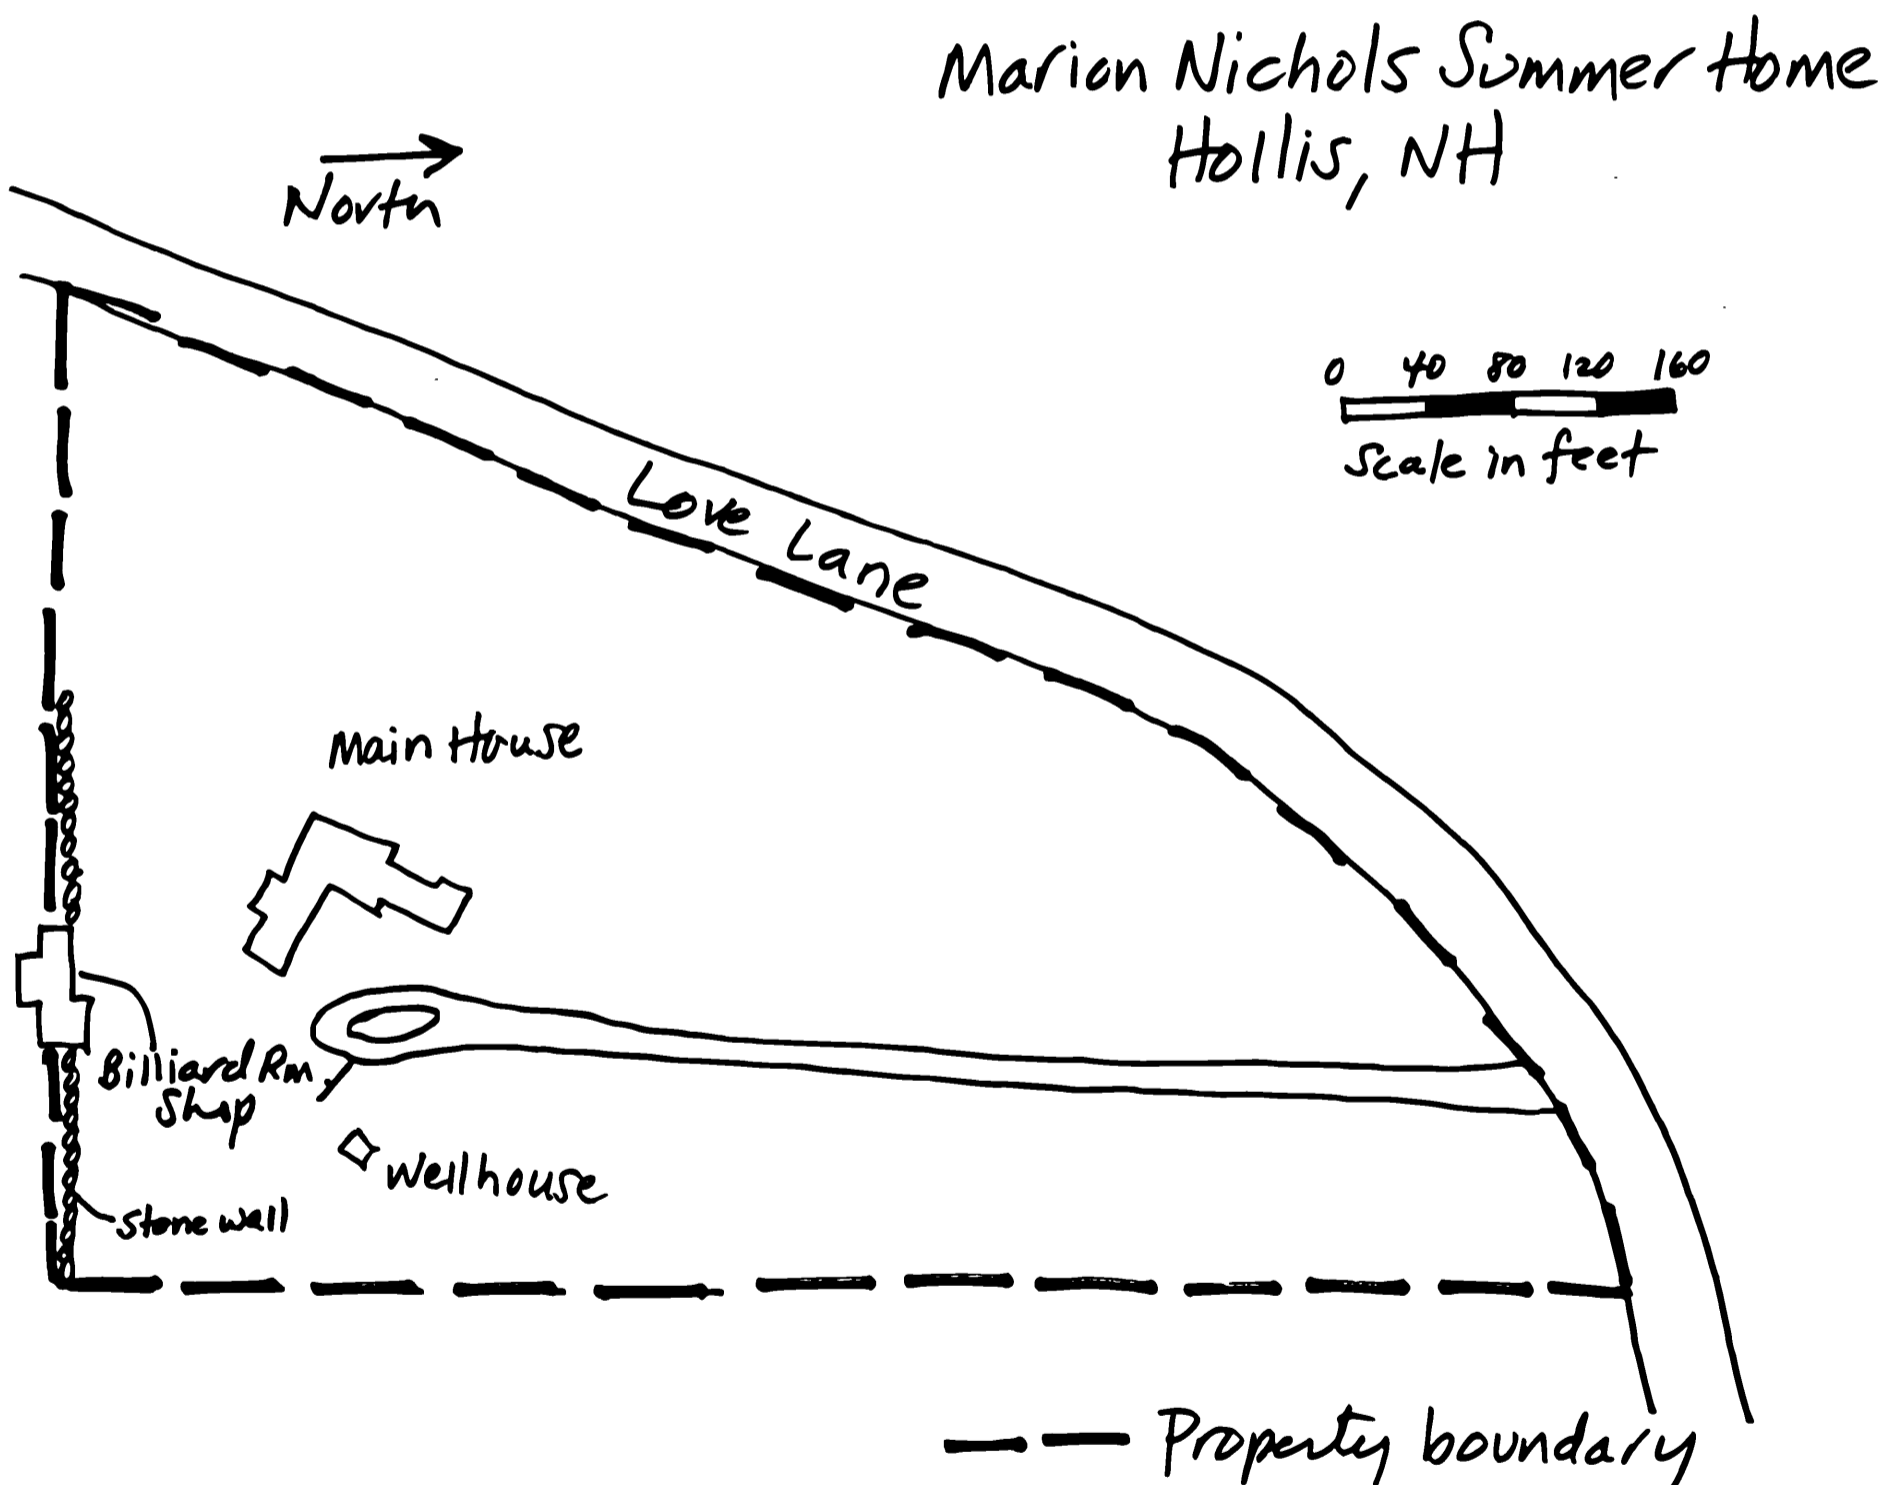 Marion Nichols Summer Home
Hollis, NH
North
0 40 80 120 160
Scale in feet
Love Lane
Main House
Billiard Rm.
Shop
Wellhouse
Stone wall
Property boundary